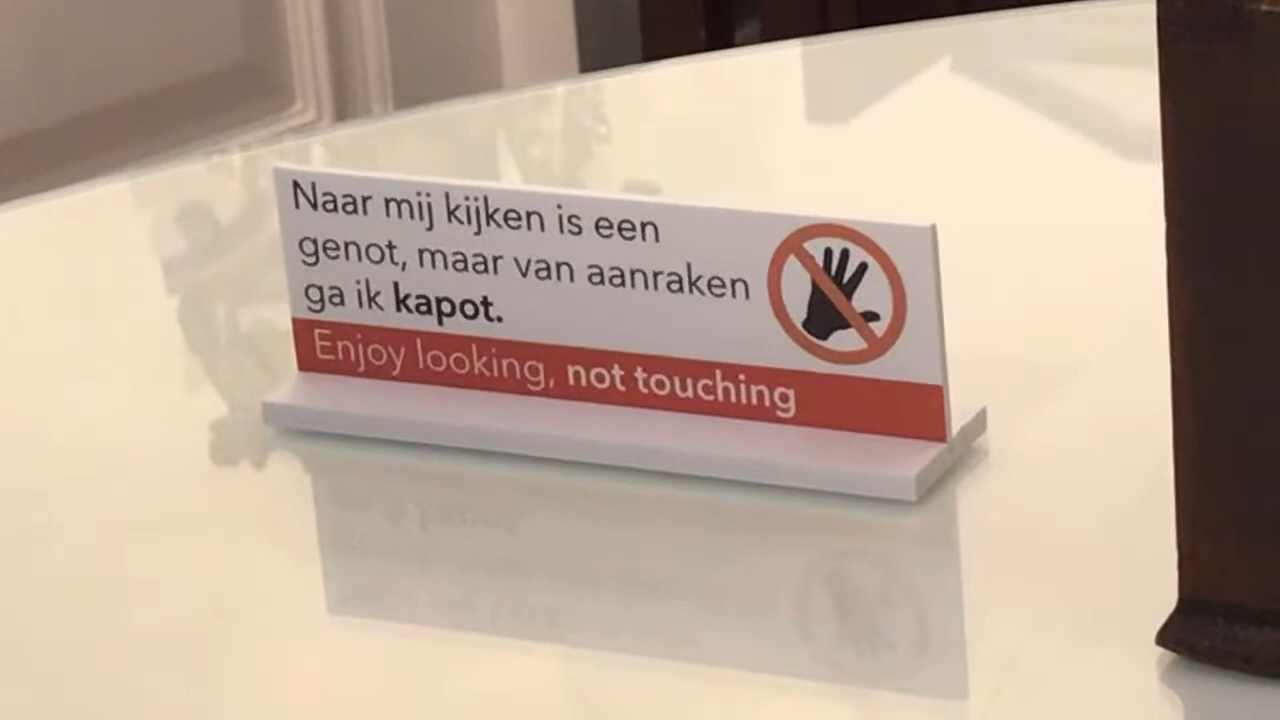 Naar mij kijken is een
genot, maar van aanraken
ga ik kapot.
Enjoy looking, not touching